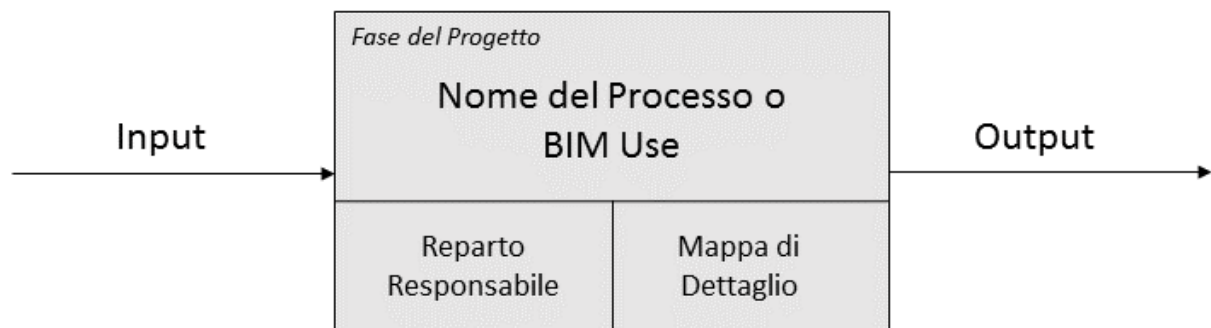 Fase del Progetto
Nome del Processo o
BIM Use
Input
Output
Reparto
Responsabile
Mappa di
Dettaglio